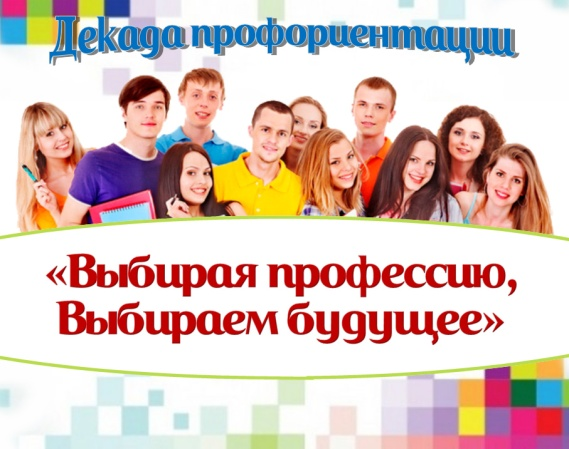 Декада профориентации
«Выбирая профессию,
Выбираем будущее»